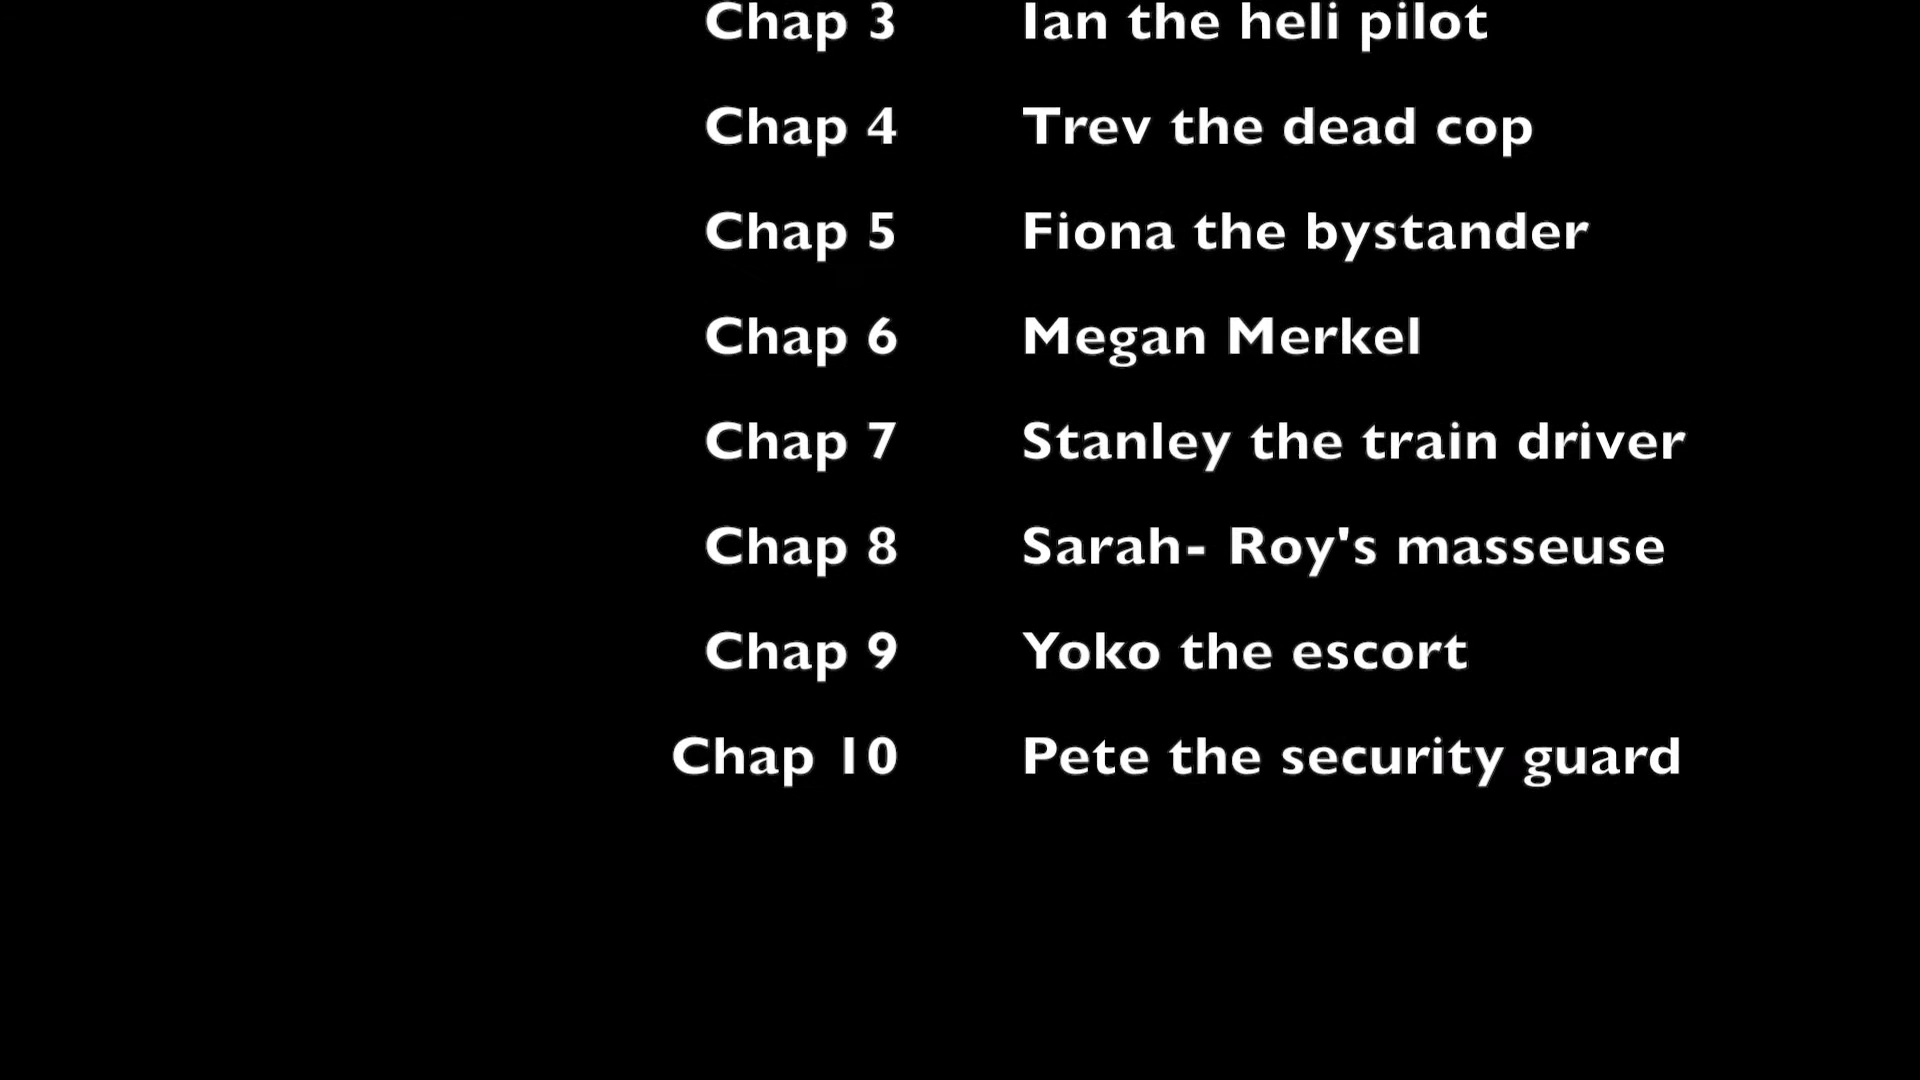 Chap 3 Ian the heli pilot
Chap 4 Trev the dead cop
Chap 5 Fiona the bystander
Chap 6 Megan Merkel
Chap 7 Stanley the train driver
Chap 8 Sarah- Roy's masseuse
Chap 9 Yoko the escort
Chap 10 Pete the security guard